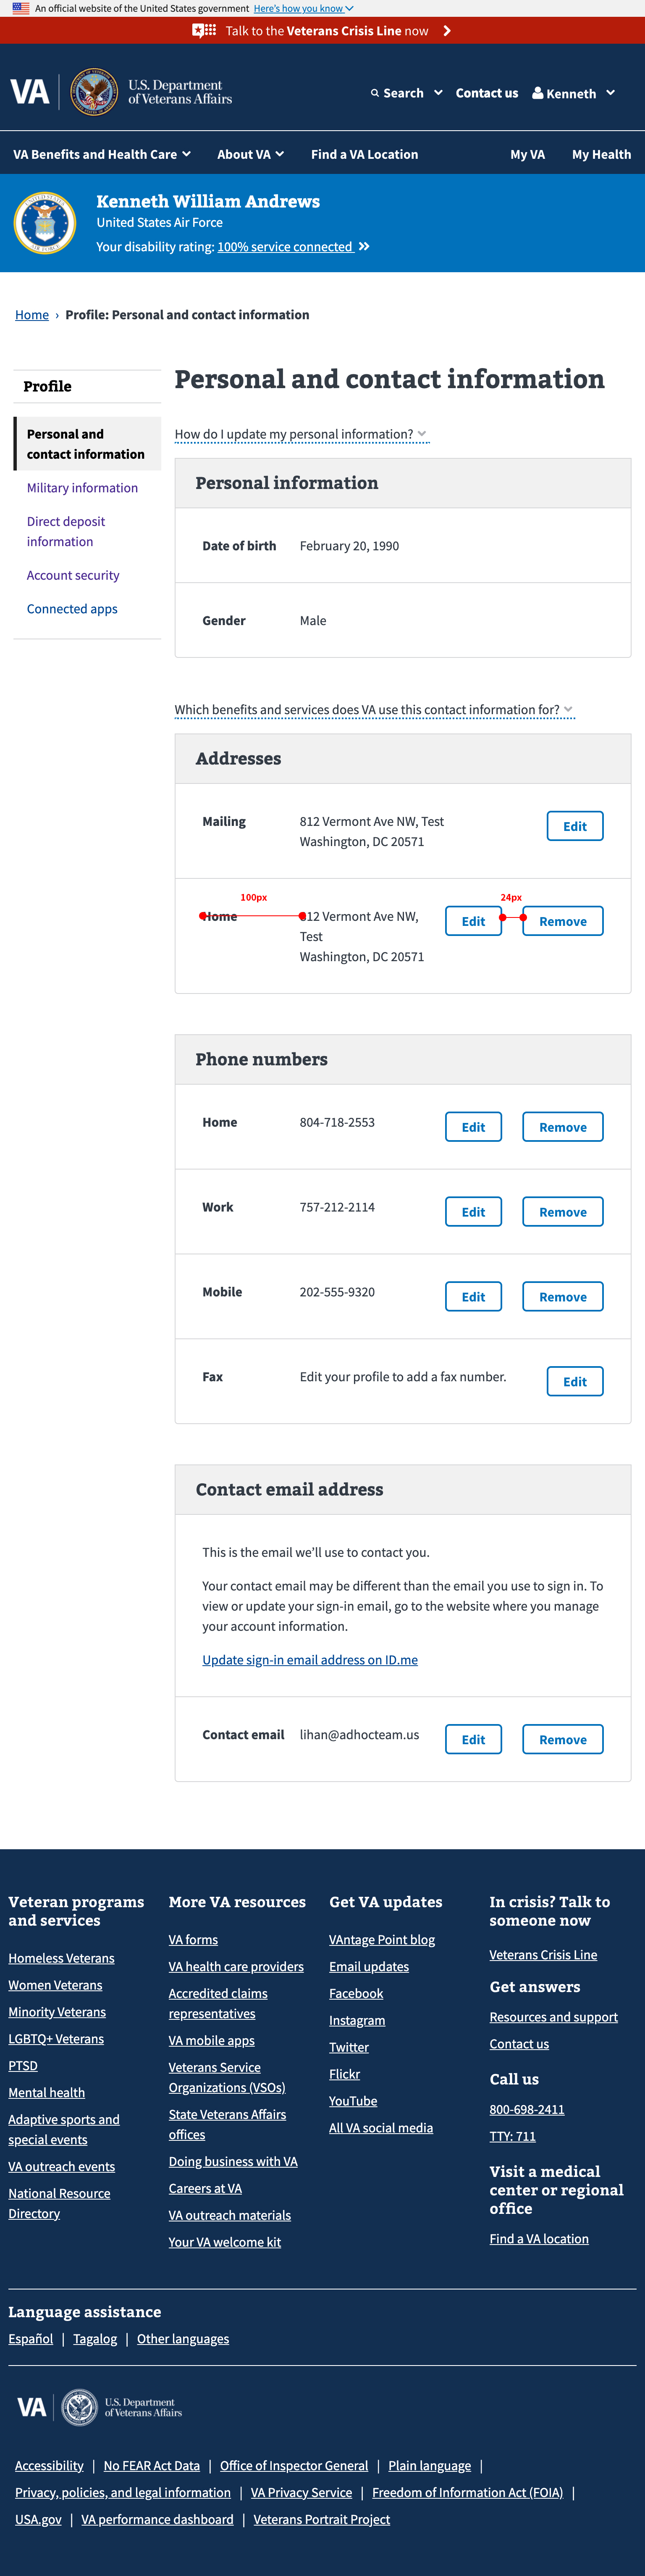 An official website of the United States government Here's how you know
Talk to the Veterans Crisis Line now
VA
U.S. Department
of Veterans Affairs
Search
Contact us
Kenneth
VA Benefits and Health Care
About VA
Find a VA Location
My VA
My Health
Kenneth William Andrews
United States Air Force
Your disability rating: 100% service connected
Home › Profile: Personal and contact information
Profile
Personal and
contact information
Military information
Direct deposit
information
Account security
Connected apps
Personal and contact information
How do I update my personal information?
Personal information
Date of birth
February 20, 1990
Gender
Male
Which benefits and services does VA use this contact information for?
Addresses
Mailing
812 Vermont Ave NW, Test
Washington, DC 20571
Edit
100px
24px
Home
812 Vermont Ave NW,
Test
Washington, DC 20571
Edit
Remove
Phone numbers
Home
804-718-2553
Edit
Remove
Work
757-212-2114
Edit
Remove
Mobile
202-555-9320
Edit
Remove
Fax
Edit your profile to add a fax number.
Edit
Contact email address
This is the email we’ll use to contact you.
Your contact email may be different than the email you use to sign in. To
view or update your sign-in email, go to the website where you manage
your account information.
Update sign-in email address on ID.me
Contact email
lihan@adhocteam.us
Edit
Remove
Veteran programs
and services
Homeless Veterans
Women Veterans
Minority Veterans
LGBTQ+ Veterans
PTSD
Mental health
Adaptive sports and
special events
VA outreach events
National Resource
Directory
More VA resources
VA forms
VA health care providers
Accredited claims
representatives
VA mobile apps
Veterans Service
Organizations (VSOs)
State Veterans Affairs
offices
Doing business with VA
Careers at VA
VA outreach materials
Your VA welcome kit
Get VA updates
VAntage Point blog
Email updates
Facebook
Instagram
Twitter
Flickr
YouTube
All VA social media
In crisis? Talk to
someone now
Veterans Crisis Line
Get answers
Resources and support
Contact us
Call us
800-698-2411
TTY: 711
Visit a medical
center or regional
office
Find a VA location
Language assistance
Español | Tagalog | Other languages
VA
U.S. Department
of Veterans Affairs
Accessibility | No FEAR Act Data | Office of Inspector General | Plain language |
Privacy, policies, and legal information | VA Privacy Service | Freedom of Information Act (FOIA) |
USA.gov | VA performance dashboard | Veterans Portrait Project